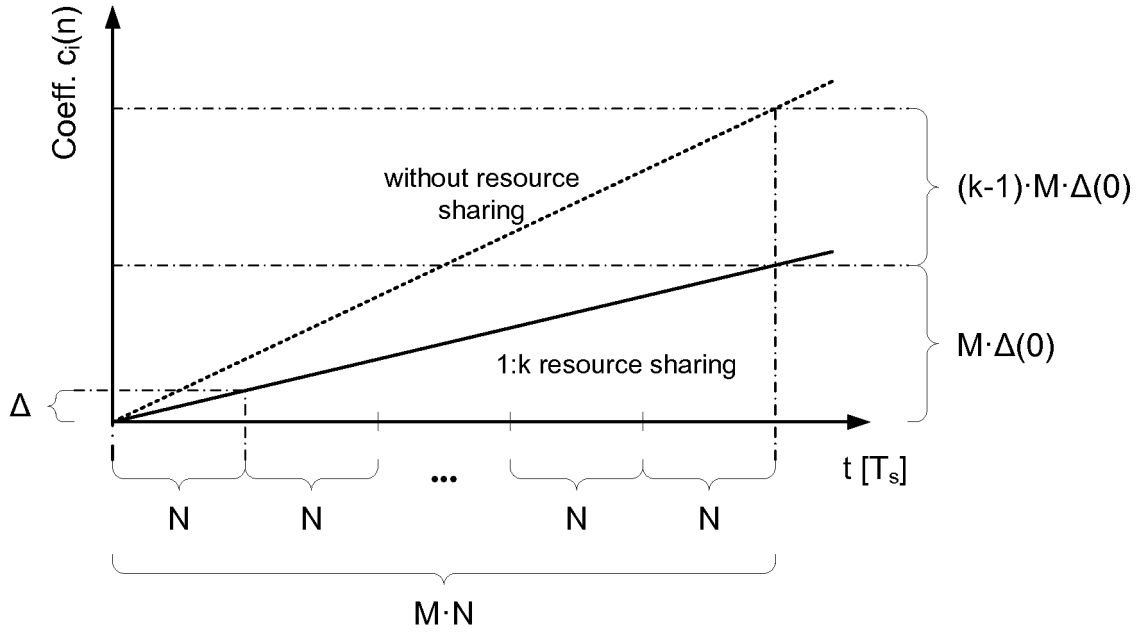 Coeff. cᵢ(n)
without resource
sharing
(k-1)·M·Δ(0)
1:k resource sharing
M·Δ(0)
Δ
t [Tₛ]
...
N
N
N
N
M·N